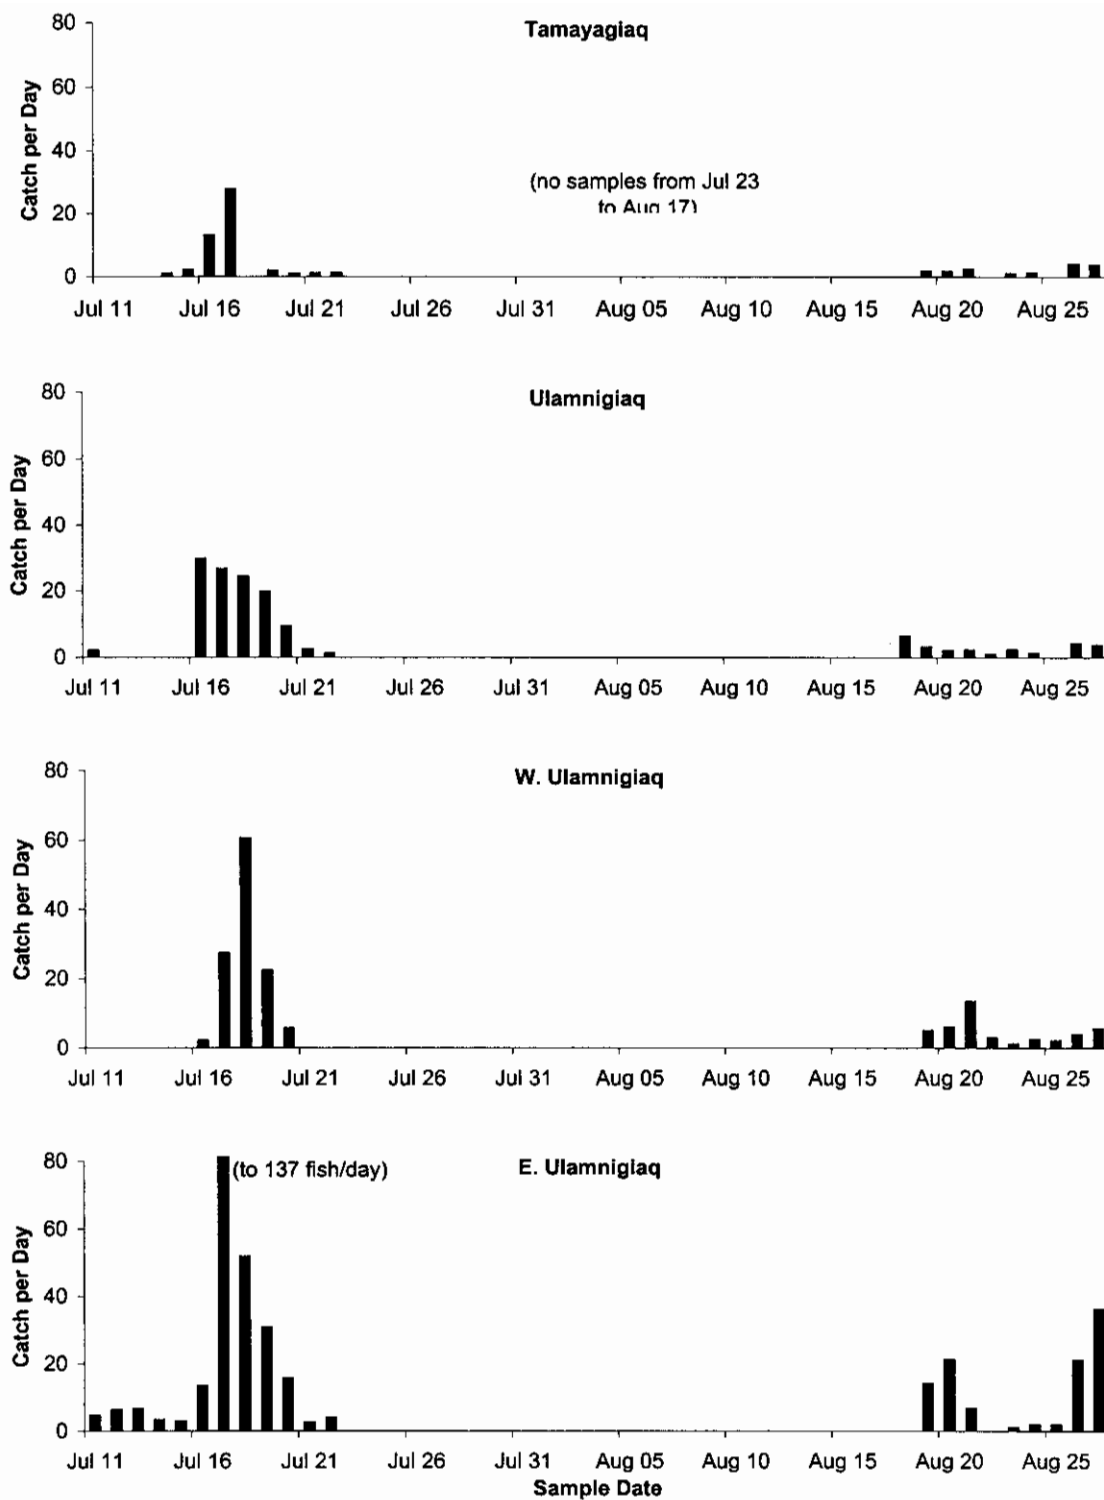 Tamayagiaq
80
60
40
20
0
Catch per Day
(no samples from Jul 23
to Aug 17)
Jul 11 Jul 16 Jul 21 Jul 26 Jul 31 Aug 05 Aug 10 Aug 15 Aug 20 Aug 25
Ulamnigiaq
80
60
40
20
0
Catch per Day
Jul 11 Jul 16 Jul 21 Jul 26 Jul 31 Aug 05 Aug 10 Aug 15 Aug 20 Aug 25
W. Ulamnigiaq
80
60
40
20
0
Catch per Day
Jul 11 Jul 16 Jul 21 Jul 26 Jul 31 Aug 05 Aug 10 Aug 15 Aug 20 Aug 25
E. Ulamnigiaq
(to 137 fish/day)
80
60
40
20
0
Catch per Day
Jul 11 Jul 16 Jul 21 Jul 26 Jul 31 Aug 05 Aug 10 Aug 15 Aug 20 Aug 25
Sample Date